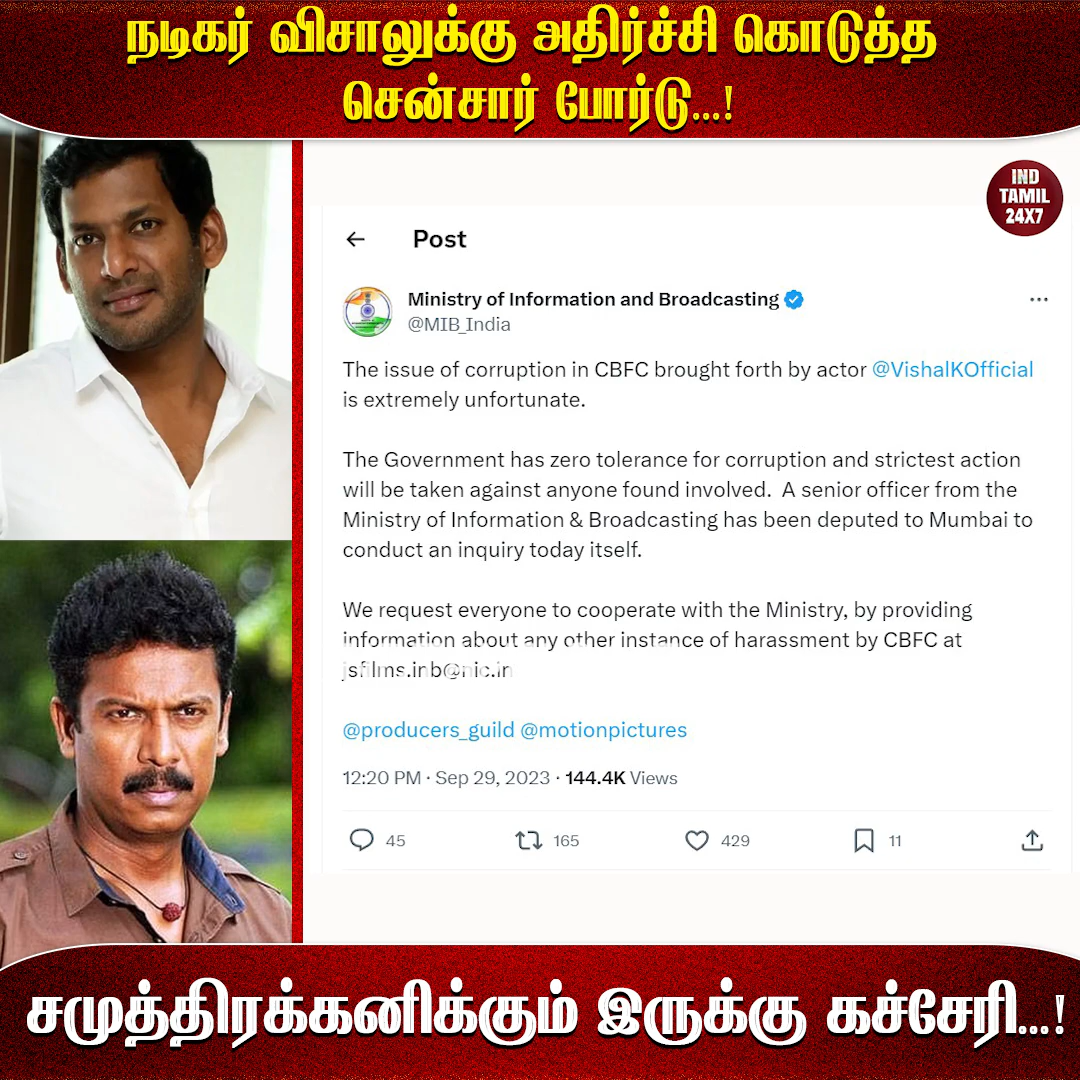 நடிகர் விசாலுக்கு அதிர்ச்சி கொடுத்த
சென்சார் போர்டு...!
IND
TAMIL
24X7
Post
Ministry of Information and Broadcasting
@MIB_India
The issue of corruption in CBFC brought forth by actor @VishalKOfficial
is extremely unfortunate.
The Government has zero tolerance for corruption and strictest action
will be taken against anyone found involved.  A senior officer from the
Ministry of Information & Broadcasting has been deputed to Mumbai to
conduct an inquiry today itself.
We request everyone to cooperate with the Ministry, by providing
information about any other instance of harassment by CBFC at
jsfilms.inb@nic.in
@producers_guild @motionpictures
12:20 PM · Sep 29, 2023 · 144.4K Views
45 165 429 11
சமுத்திரக்கனிக்கும் இருக்கு கச்சேரி...!